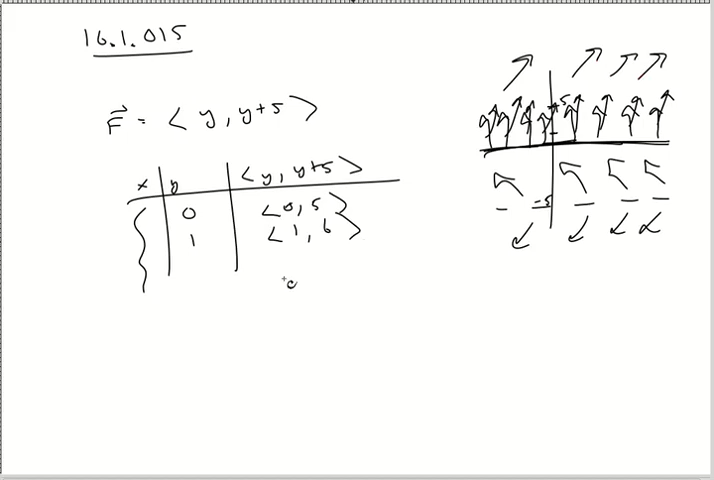 16.1.015
F⃗ = < y, y+5 >
x y < y, y+5 >
0 < 0, 5 >
1 < 1, 6 >
5
-5